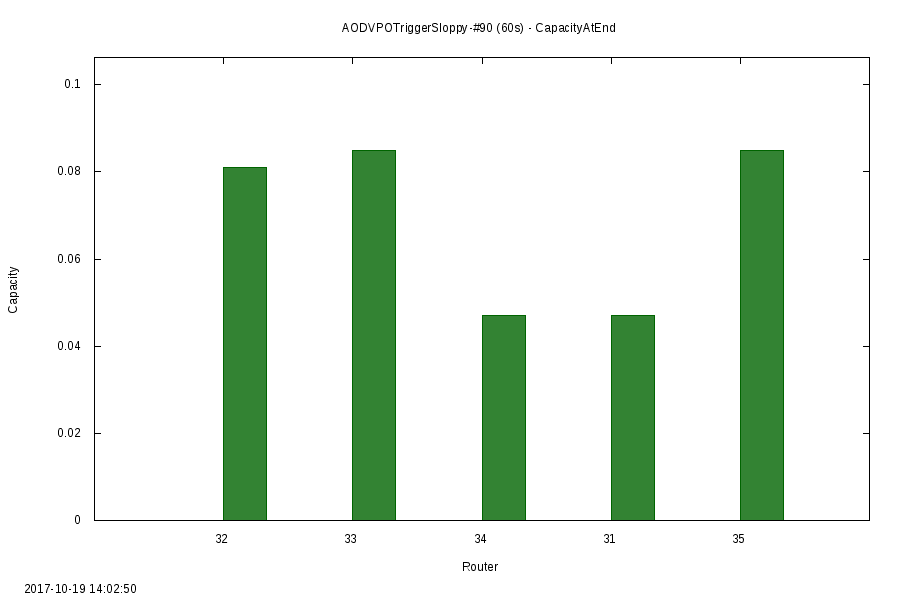 AODVPOTriggerSloppy-#90 (60s) - CapacityAtEnd
0.1
0.08
0.06
0.04
0.02
0
Capacity
32 33 34 31 35
Router
2017-10-19 14:02:50